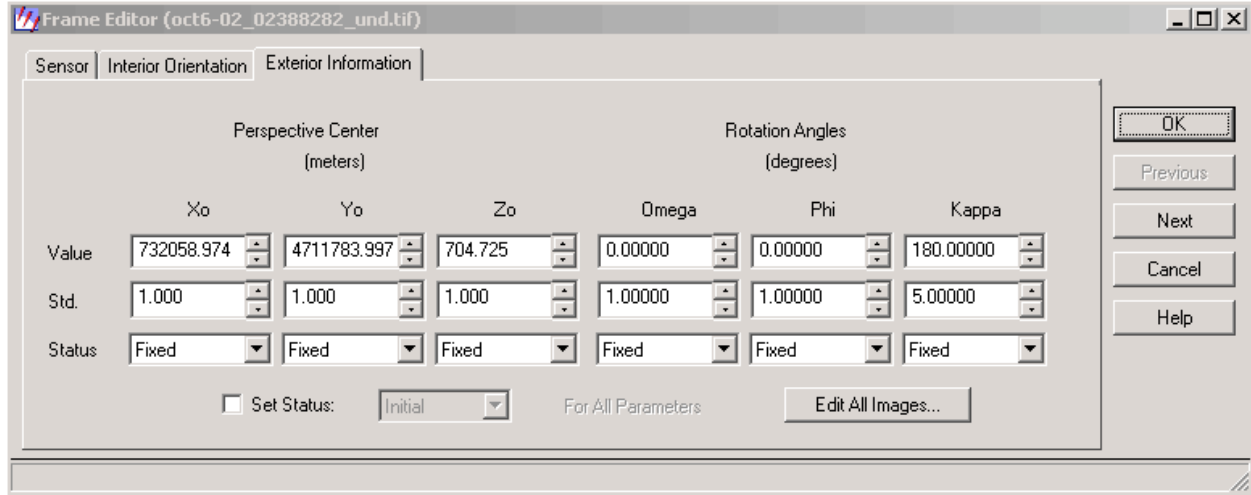 Frame Editor (oct6-02_02388282_und.tif)
Sensor Interior Orientation Exterior Information
Perspective Center Rotation Angles
(meters) (degrees)
Xo Yo Zo Omega Phi Kappa
Value 732058.974 4711783.997 704.725 0.00000 0.00000 180.00000
Std. 1.000 1.000 1.000 1.00000 1.00000 5.00000
Status Fixed Fixed Fixed Fixed Fixed Fixed
Set Status: Initial For All Parameters Edit All Images...
OK
Previous
Next
Cancel
Help